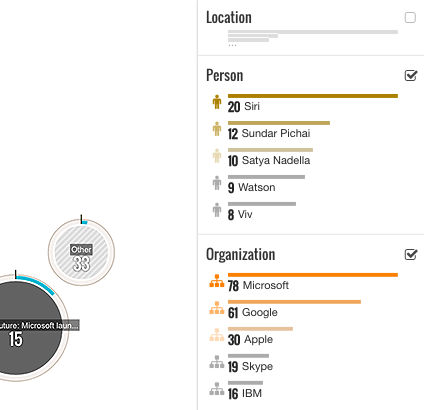 Location
...
Person
20 Siri
12 Sundar Pichai
10 Satya Nadella
9 Watson
8 Viv
Other
33
uture: Microsoft laun...
15
Organization
78 Microsoft
61 Google
30 Apple
19 Skype
16 IBM